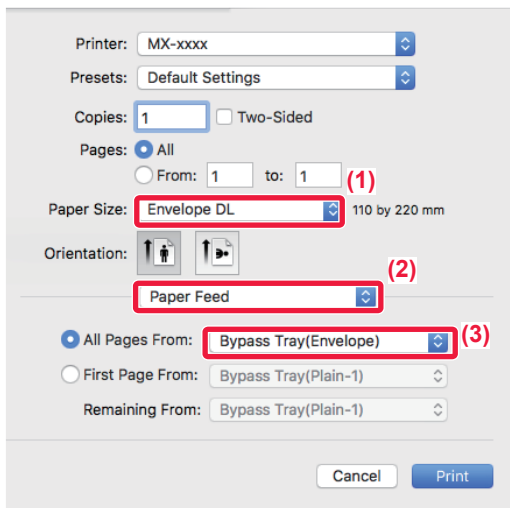 Printer: MX-xxxx
Presets: Default Settings
Copies: 1 Two-Sided
Pages: All
From: 1 to: 1
(1)
Paper Size: Envelope DL 110 by 220 mm
Orientation:
(2)
Paper Feed
All Pages From: Bypass Tray(Envelope) (3)
First Page From: Bypass Tray(Plain-1)
Remaining From: Bypass Tray(Plain-1)
Cancel Print